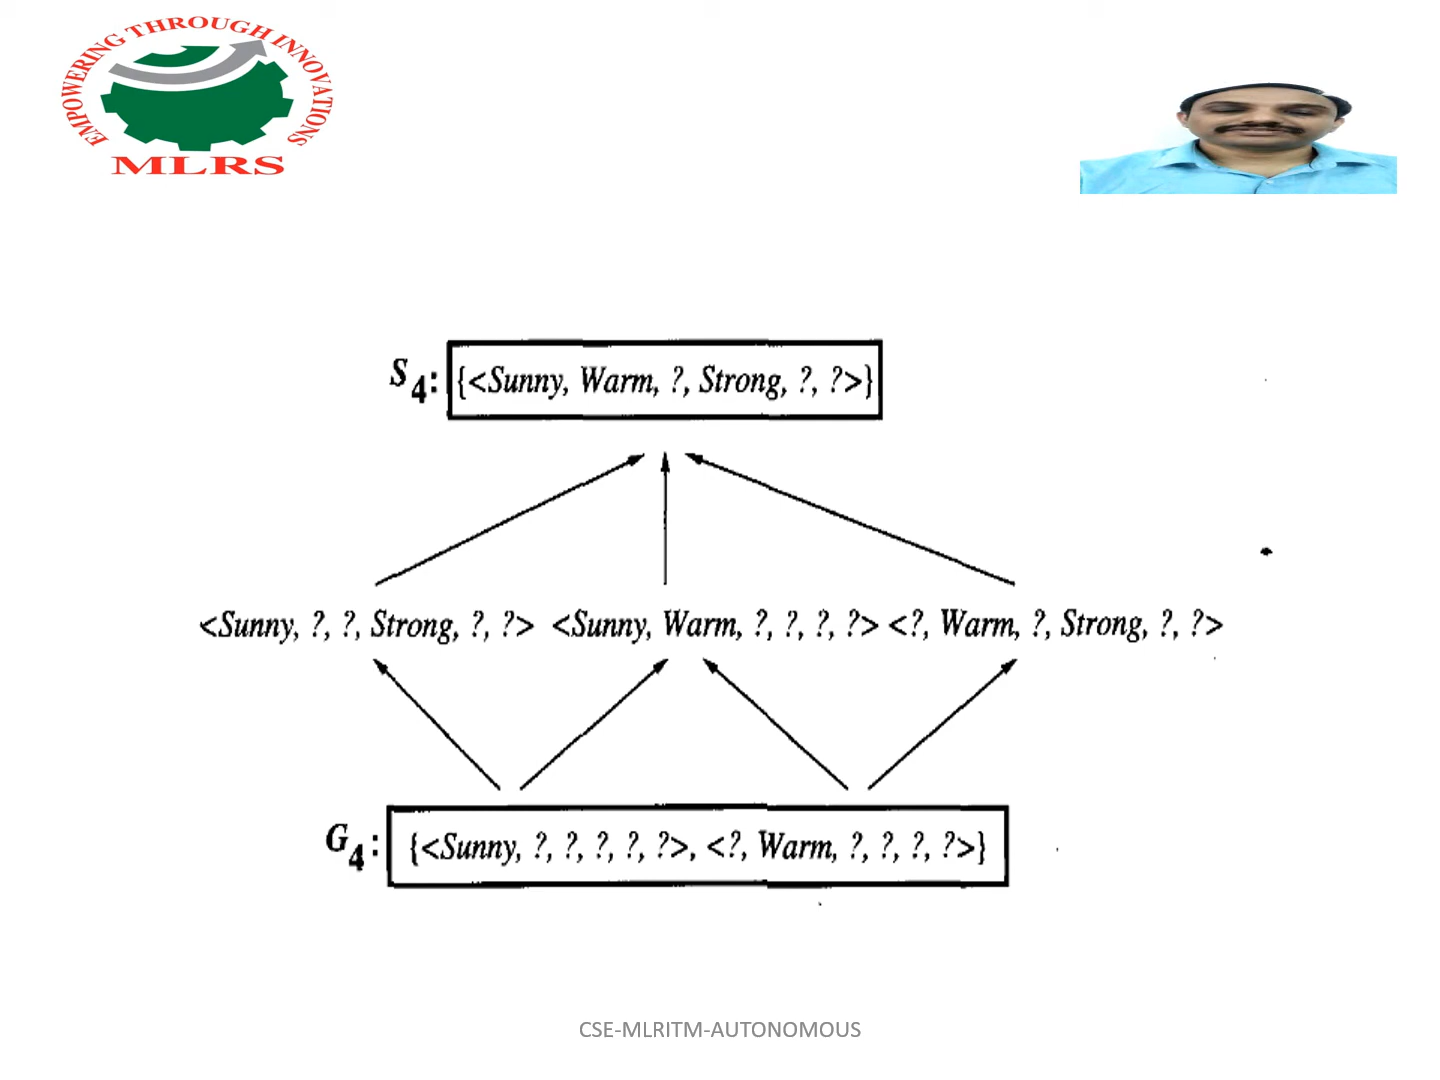 EMPOWERING THROUGH INNOVATIONS
MLRS
S4: {<Sunny, Warm, ?, Strong, ?, ?>}
<Sunny, ?, ?, Strong, ?, ?> <Sunny, Warm, ?, ?, ?, ?> <?, Warm, ?, Strong, ?, ?>
G4: {<Sunny, ?, ?, ?, ?, ?>, <?, Warm, ?, ?, ?, ?>}
CSE-MLRITM-AUTONOMOUS